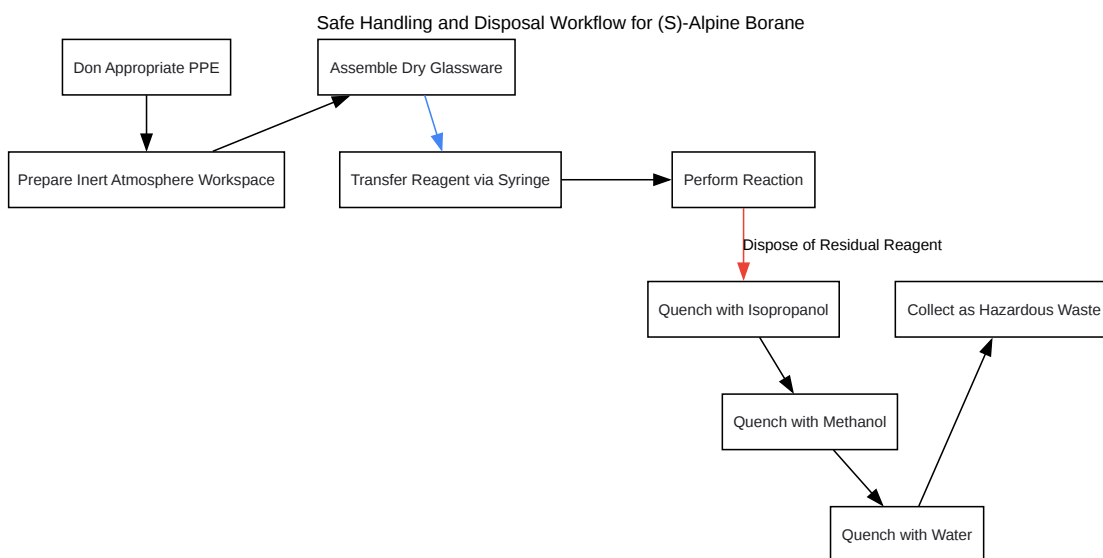 Safe Handling and Disposal Workflow for (S)-Alpine Borane
Don Appropriate PPE
Assemble Dry Glassware
Prepare Inert Atmosphere Workspace
Transfer Reagent via Syringe
Perform Reaction
Dispose of Residual Reagent
Quench with Isopropanol
Collect as Hazardous Waste
Quench with Methanol
Quench with Water